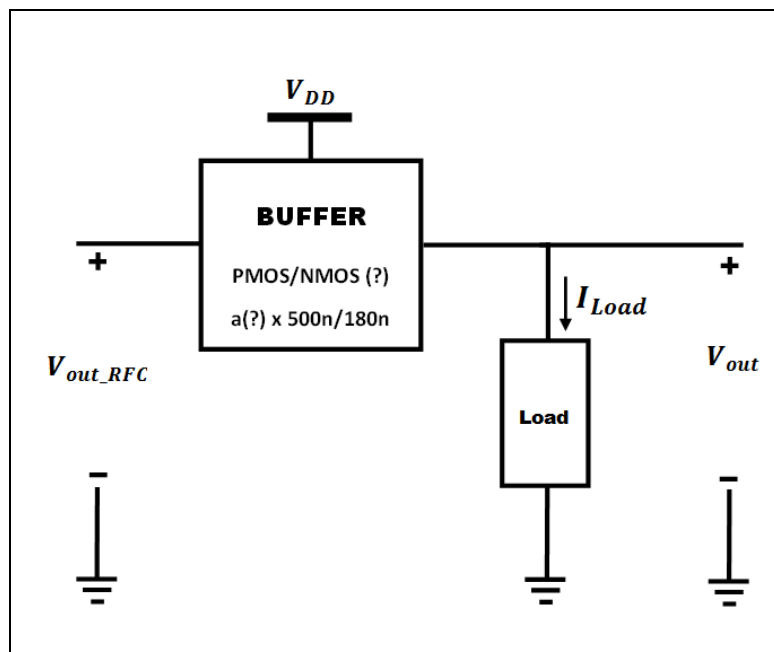 V_DD
BUFFER
PMOS/NMOS (?)
a(?) x 500n/180n
+
+
I_Load
V_out_RFC
V_out
Load
-
-